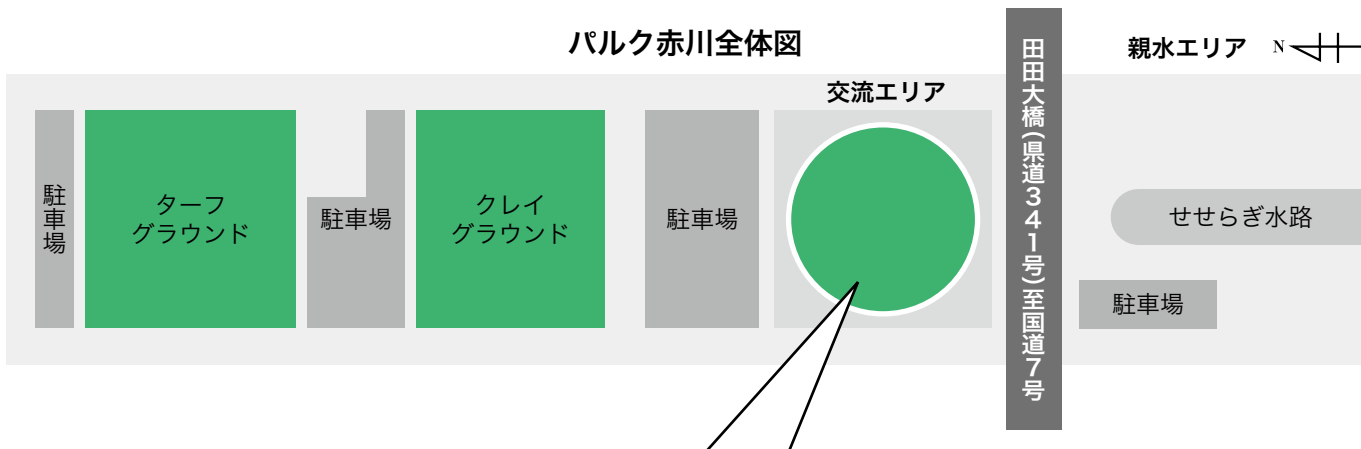 パルク赤川全体図
親水エリア
N
交流エリア
田田大橋(県道341号)至国道7号
駐車場
ターフ
グラウンド
駐車場
クレイ
グラウンド
駐車場
せせらぎ水路
駐車場